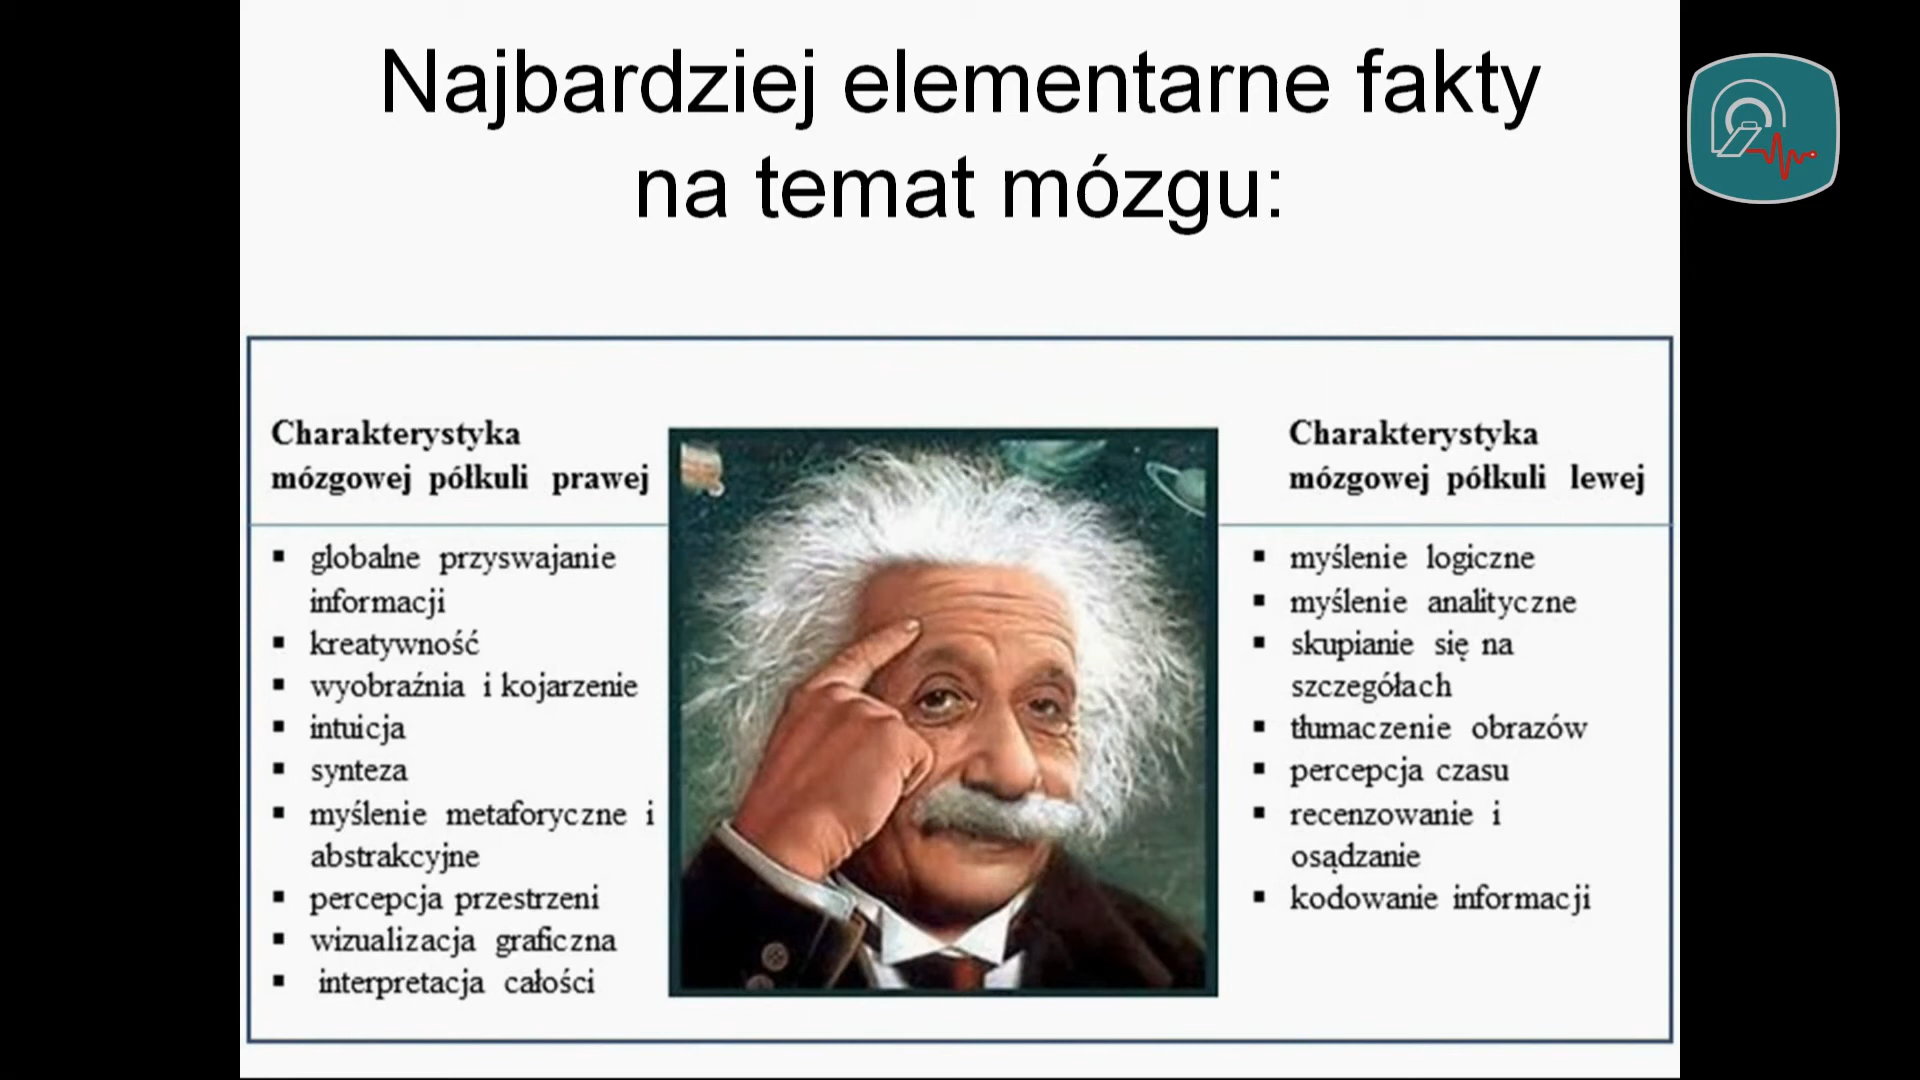 Najbardziej elementarne fakty
na temat mózgu:
Charakterystyka
mózgowej półkuli prawej
▪ globalne przyswajanie
informacji
▪ kreatywność
▪ wyobraźnia i kojarzenie
▪ intuicja
▪ synteza
▪ myślenie metaforyczne i
abstrakcyjne
▪ percepcja przestrzeni
▪ wizualizacja graficzna
▪ interpretacja całości
Charakterystyka
mózgowej półkuli lewej
▪ myślenie logiczne
▪ myślenie analityczne
▪ skupianie się na
szczegółach
▪ tłumaczenie obrazów
▪ percepcja czasu
▪ recenzowanie i
osądzanie
▪ kodowanie informacji